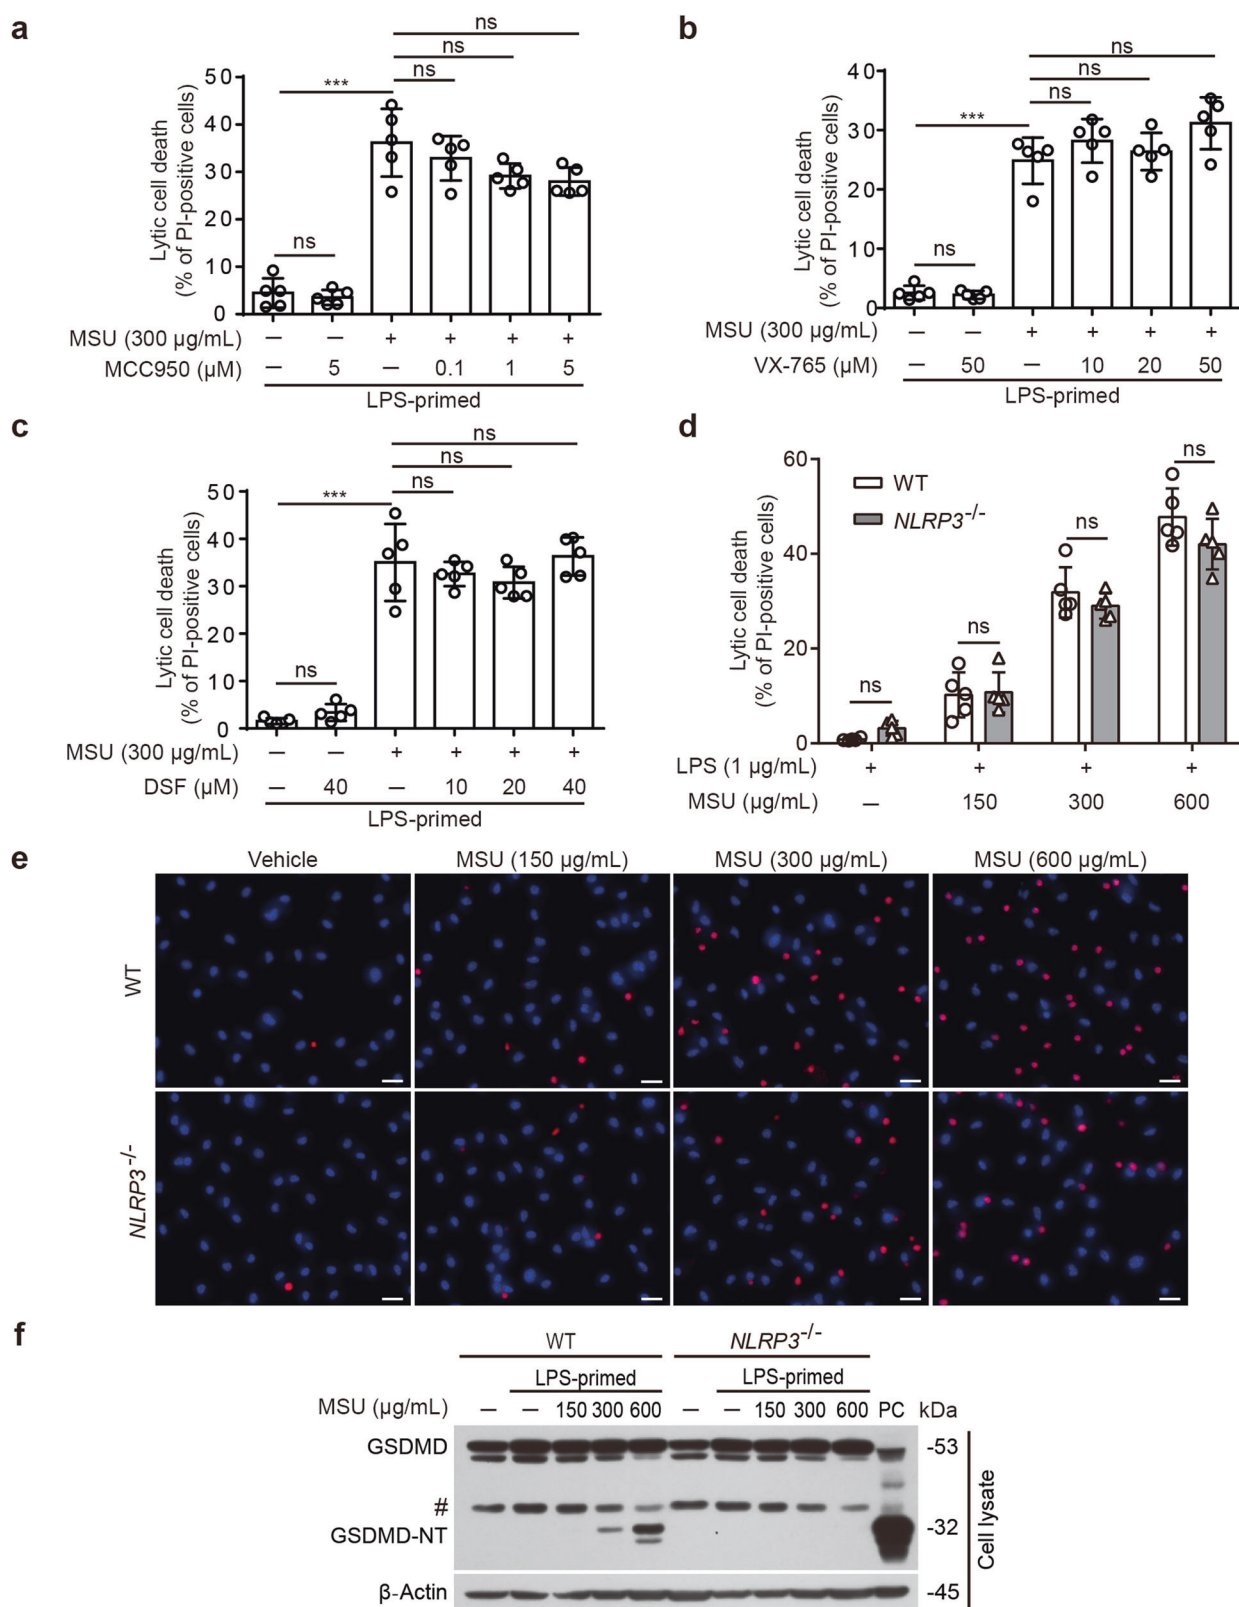 a
ns
ns
ns
***
ns
Lytic cell death
(% of PI-positive cells)
50
40
30
20
10
0
MSU (300 µg/mL) — — + + + +
MCC950 (µM) — 5 — 0.1 1 5
LPS-primed
b
ns
ns
ns
***
ns
Lytic cell death
(% of PI-positive cells)
40
30
20
10
0
MSU (300 µg/mL) — — + + + +
VX-765 (µM) — 50 — 10 20 50
LPS-primed
c
ns
ns
ns
***
ns
Lytic cell death
(% of PI-positive cells)
50
40
30
20
10
0
MSU (300 µg/mL) — — + + + +
DSF (µM) — 40 — 10 20 40
LPS-primed
d
WT
NLRP3-/-
ns
ns
ns
ns
Lytic cell death
(% of PI-positive cells)
60
40
20
0
LPS (1 µg/mL) + + + +
MSU (µg/mL) — 150 300 600
e
Vehicle MSU (150 µg/mL) MSU (300 µg/mL) MSU (600 µg/mL)
WT
NLRP3-/-
f
WT NLRP3-/-
LPS-primed LPS-primed
MSU (µg/mL) — — 150 300 600 — — 150 300 600 PC kDa
GSDMD -53
#
GSDMD-NT -32
β-Actin -45
Cell lysate